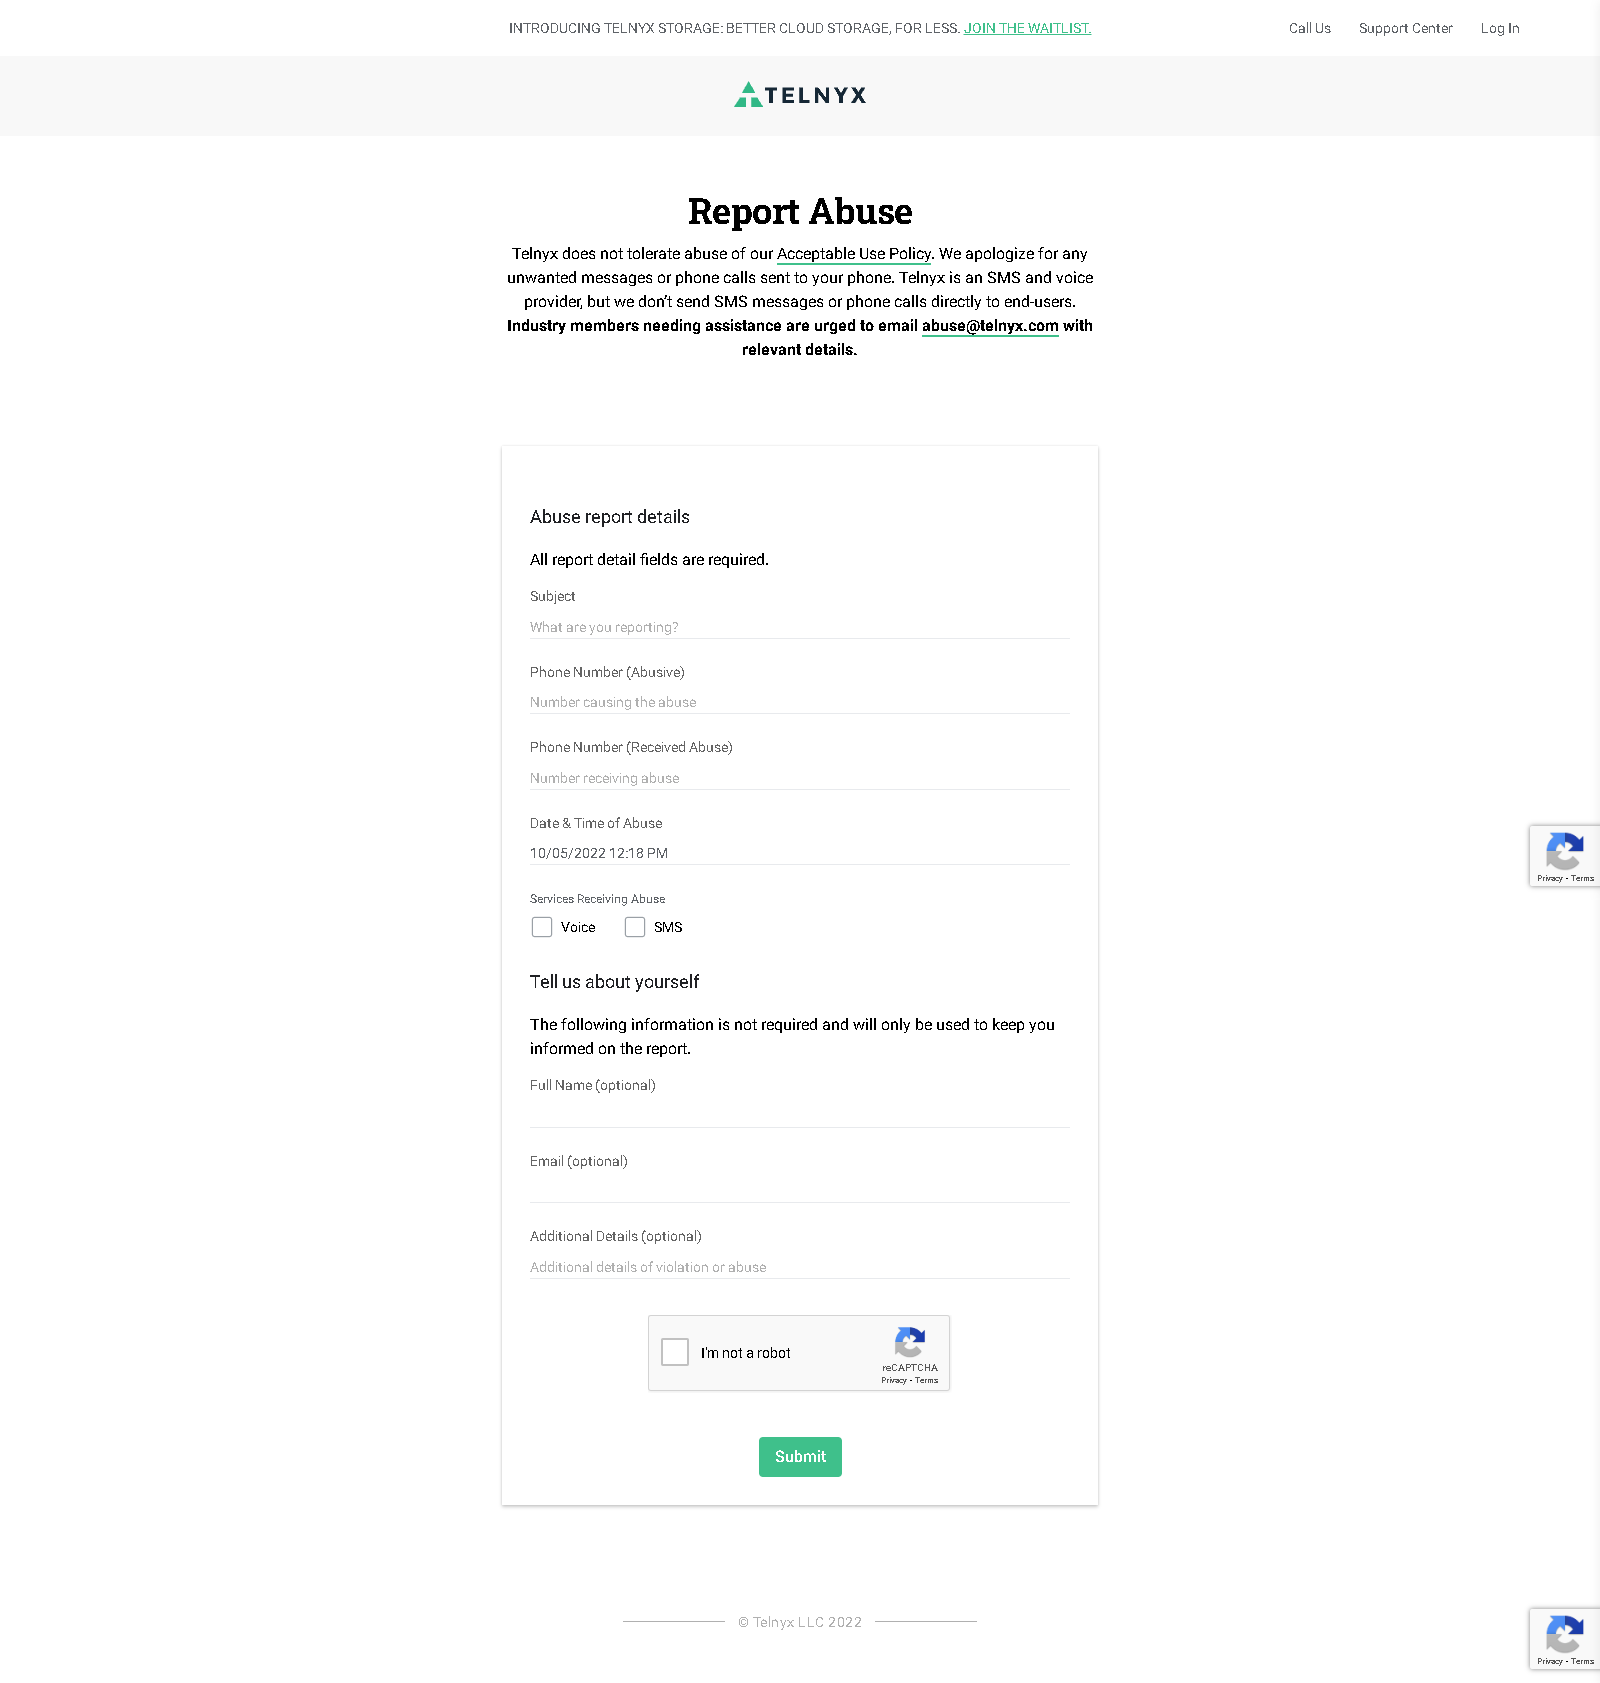 INTRODUCING TELNYX STORAGE: BETTER CLOUD STORAGE, FOR LESS. JOIN THE WAITLIST.
Call Us
Support Center
Log In
TELNYX
Report Abuse
Telnyx does not tolerate abuse of our Acceptable Use Policy. We apologize for any
unwanted messages or phone calls sent to your phone. Telnyx is an SMS and voice
provider, but we don’t send SMS messages or phone calls directly to end-users.
Industry members needing assistance are urged to email abuse@telnyx.com with
relevant details.
Abuse report details
All report detail fields are required.
Subject
What are you reporting?
Phone Number (Abusive)
Number causing the abuse
Phone Number (Received Abuse)
Number receiving abuse
Date & Time of Abuse
10/05/2022 12:18 PM
Privacy - Terms
Services Receiving Abuse
Voice
SMS
Tell us about yourself
The following information is not required and will only be used to keep you
informed on the report.
Full Name (optional)
Email (optional)
Additional Details (optional)
Additional details of violation or abuse
I'm not a robot
reCAPTCHA
Privacy - Terms
Submit
© Telnyx LLC 2022
Privacy - Terms